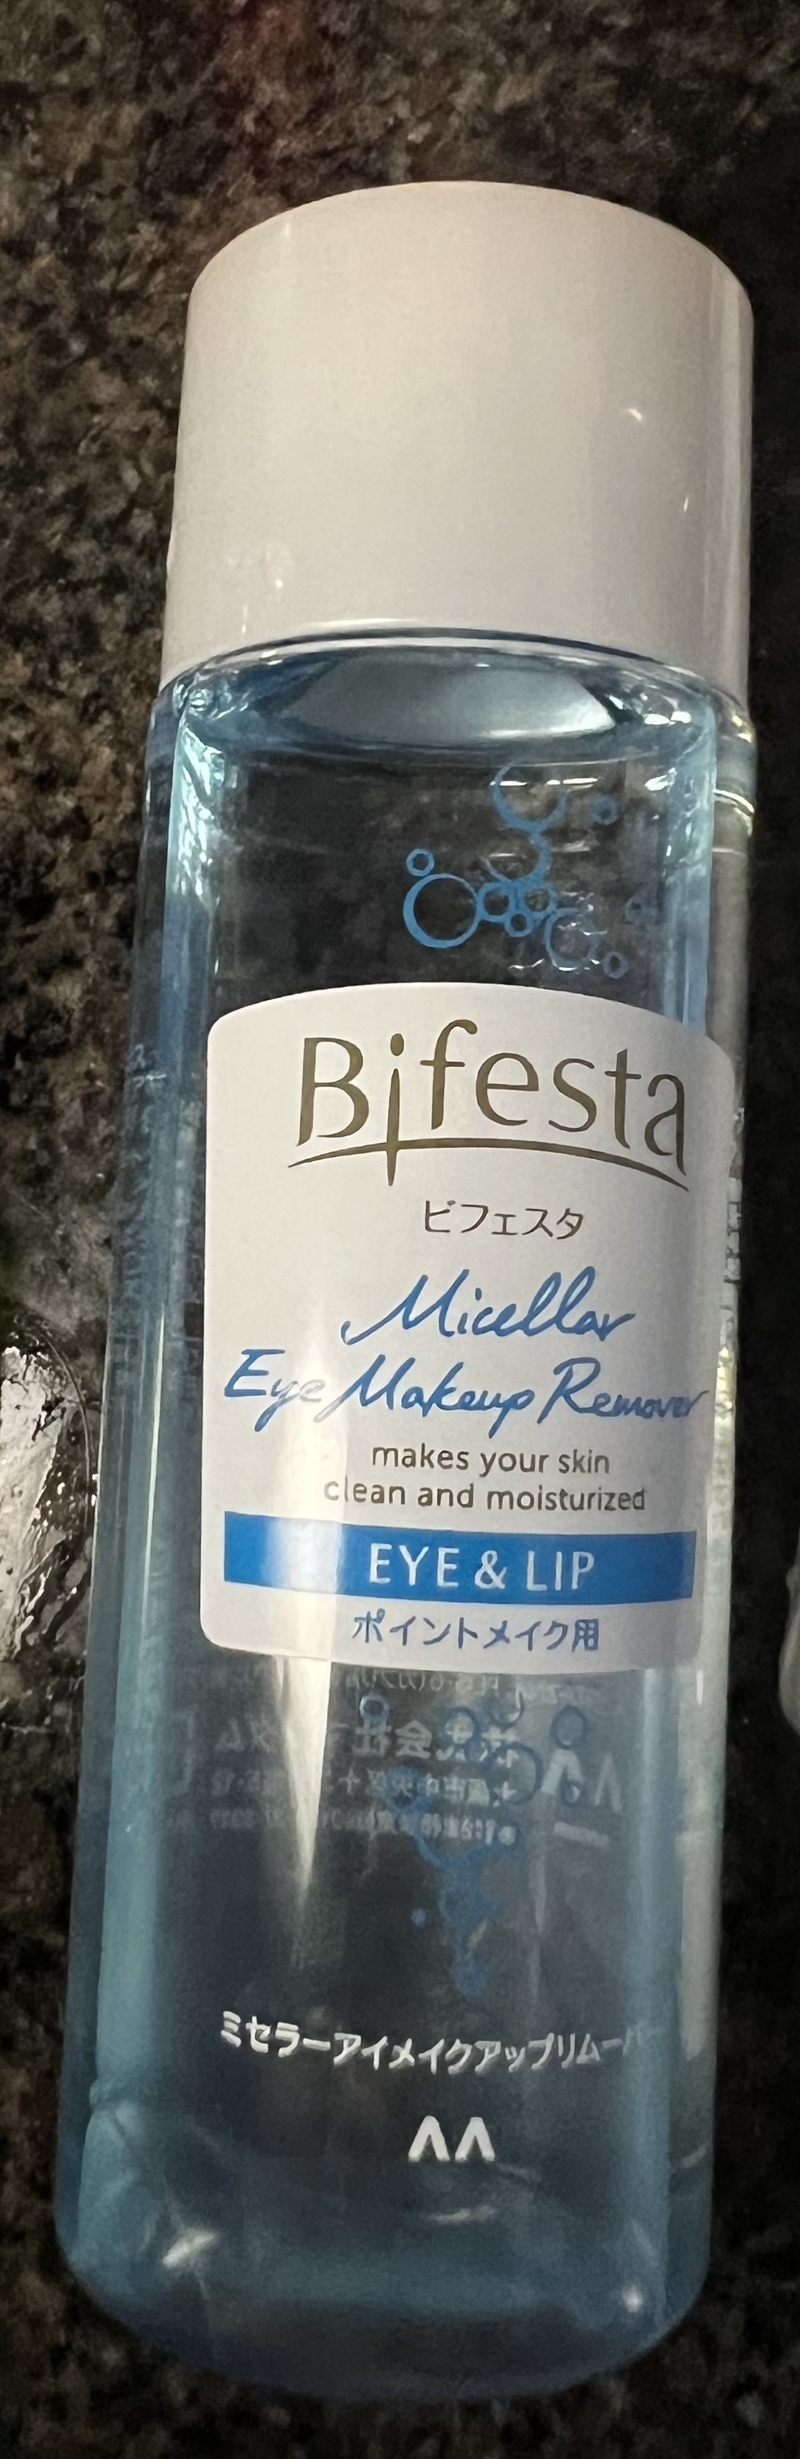 Bifesta
ビフェスタ
Micellar
Eye Makeup Remover
makes your skin
clean and moisturized
EYE & LIP
ポイントメイク用
ミセラーアイメイクアップリムーバー